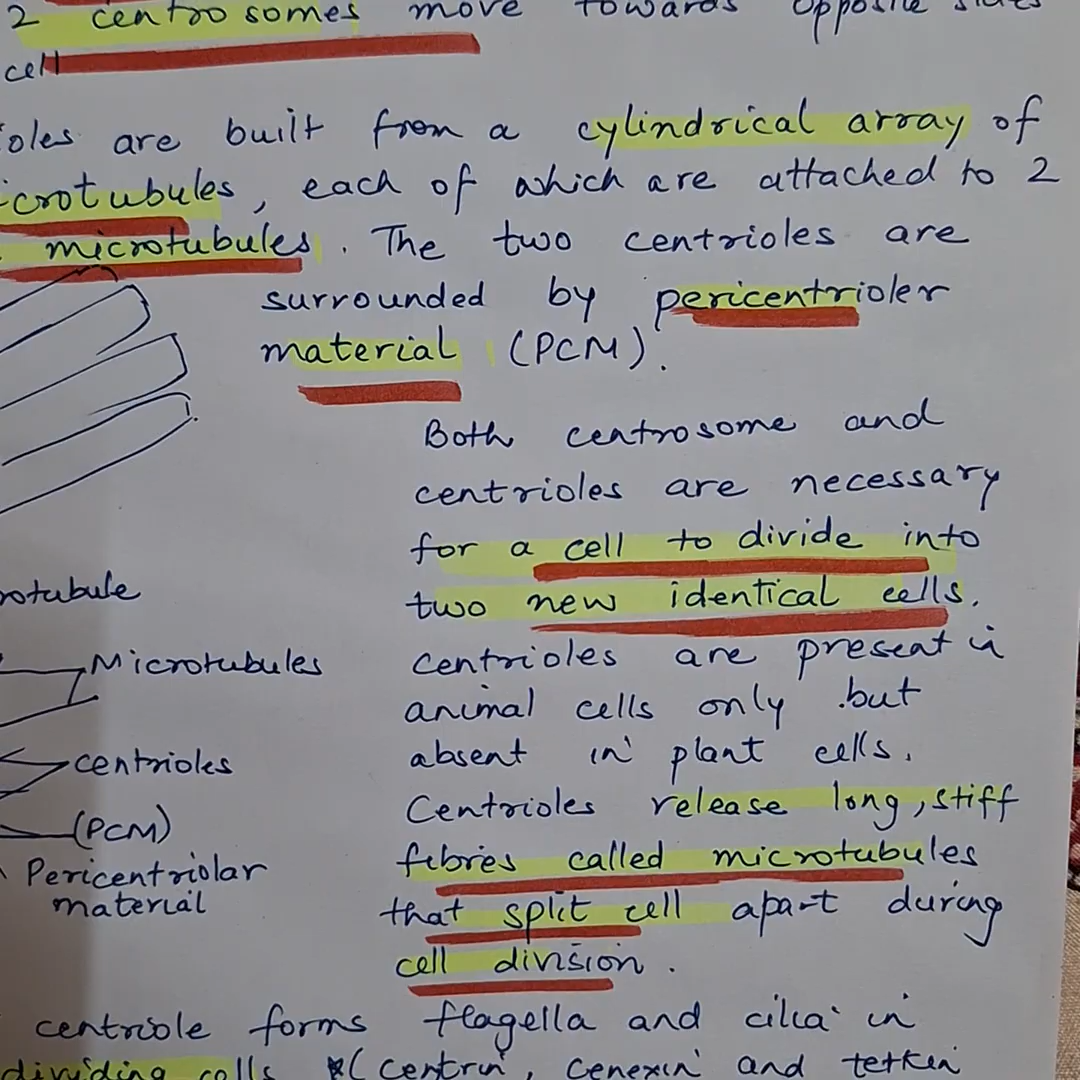 2 centrosomes move towards opposite sides
cell
oles are built from a cylindrical array of
crotubules, each of which are attached to 2
microtubules. The two centrioles are
surrounded by pericentrioler
material (PCM).
Both centrosome and
centrioles are necessary
for a cell to divide into
two new identical cells.
centrioles are present in
animal cells only but
absent in plant cells.
Centrioles release long, stiff
fibres called microtubules
that split cell apart during
cell division.
rotubule
Microtubules
centrioles
(PCM)
Pericentriolar
material
centriole forms flagella and cilia in
dividing cells (centrin, cenexin and tektin